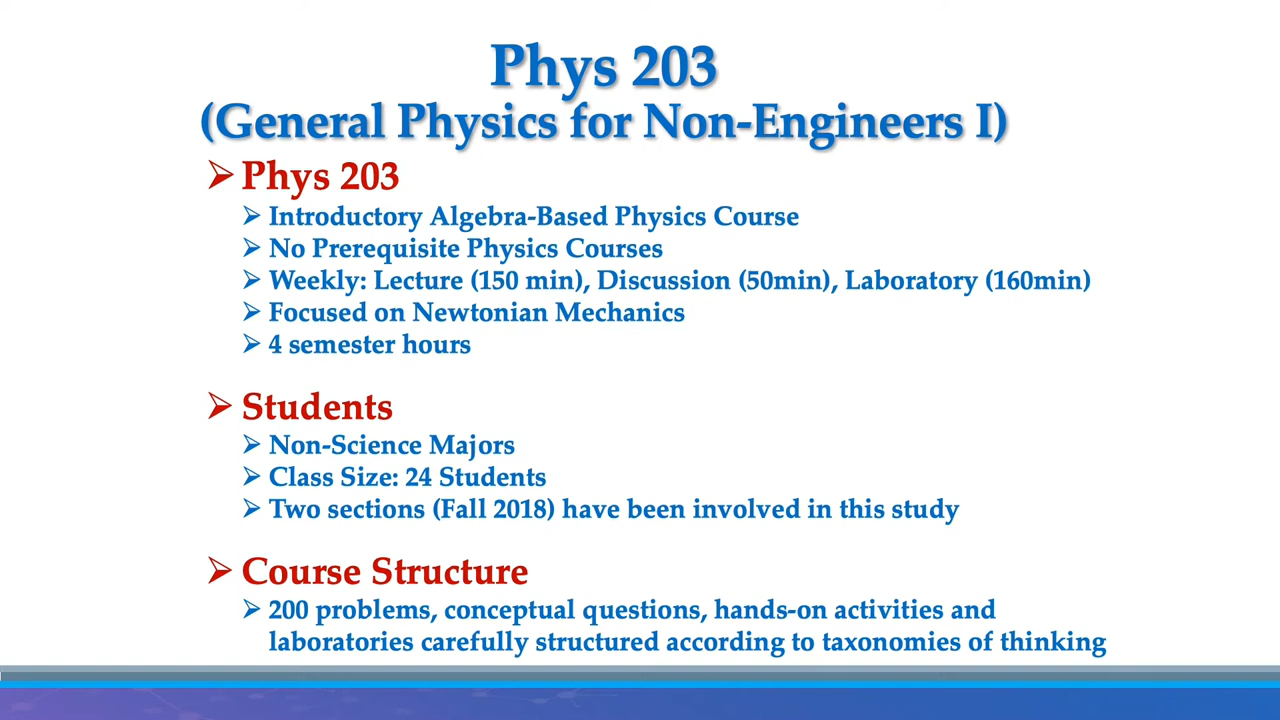 Phys 203
(General Physics for Non-Engineers I)
Phys 203
Introductory Algebra-Based Physics Course
No Prerequisite Physics Courses
Weekly: Lecture (150 min), Discussion (50min), Laboratory (160min)
Focused on Newtonian Mechanics
4 semester hours
Students
Non-Science Majors
Class Size: 24 Students
Two sections (Fall 2018) have been involved in this study
Course Structure
200 problems, conceptual questions, hands-on activities and
laboratories carefully structured according to taxonomies of thinking